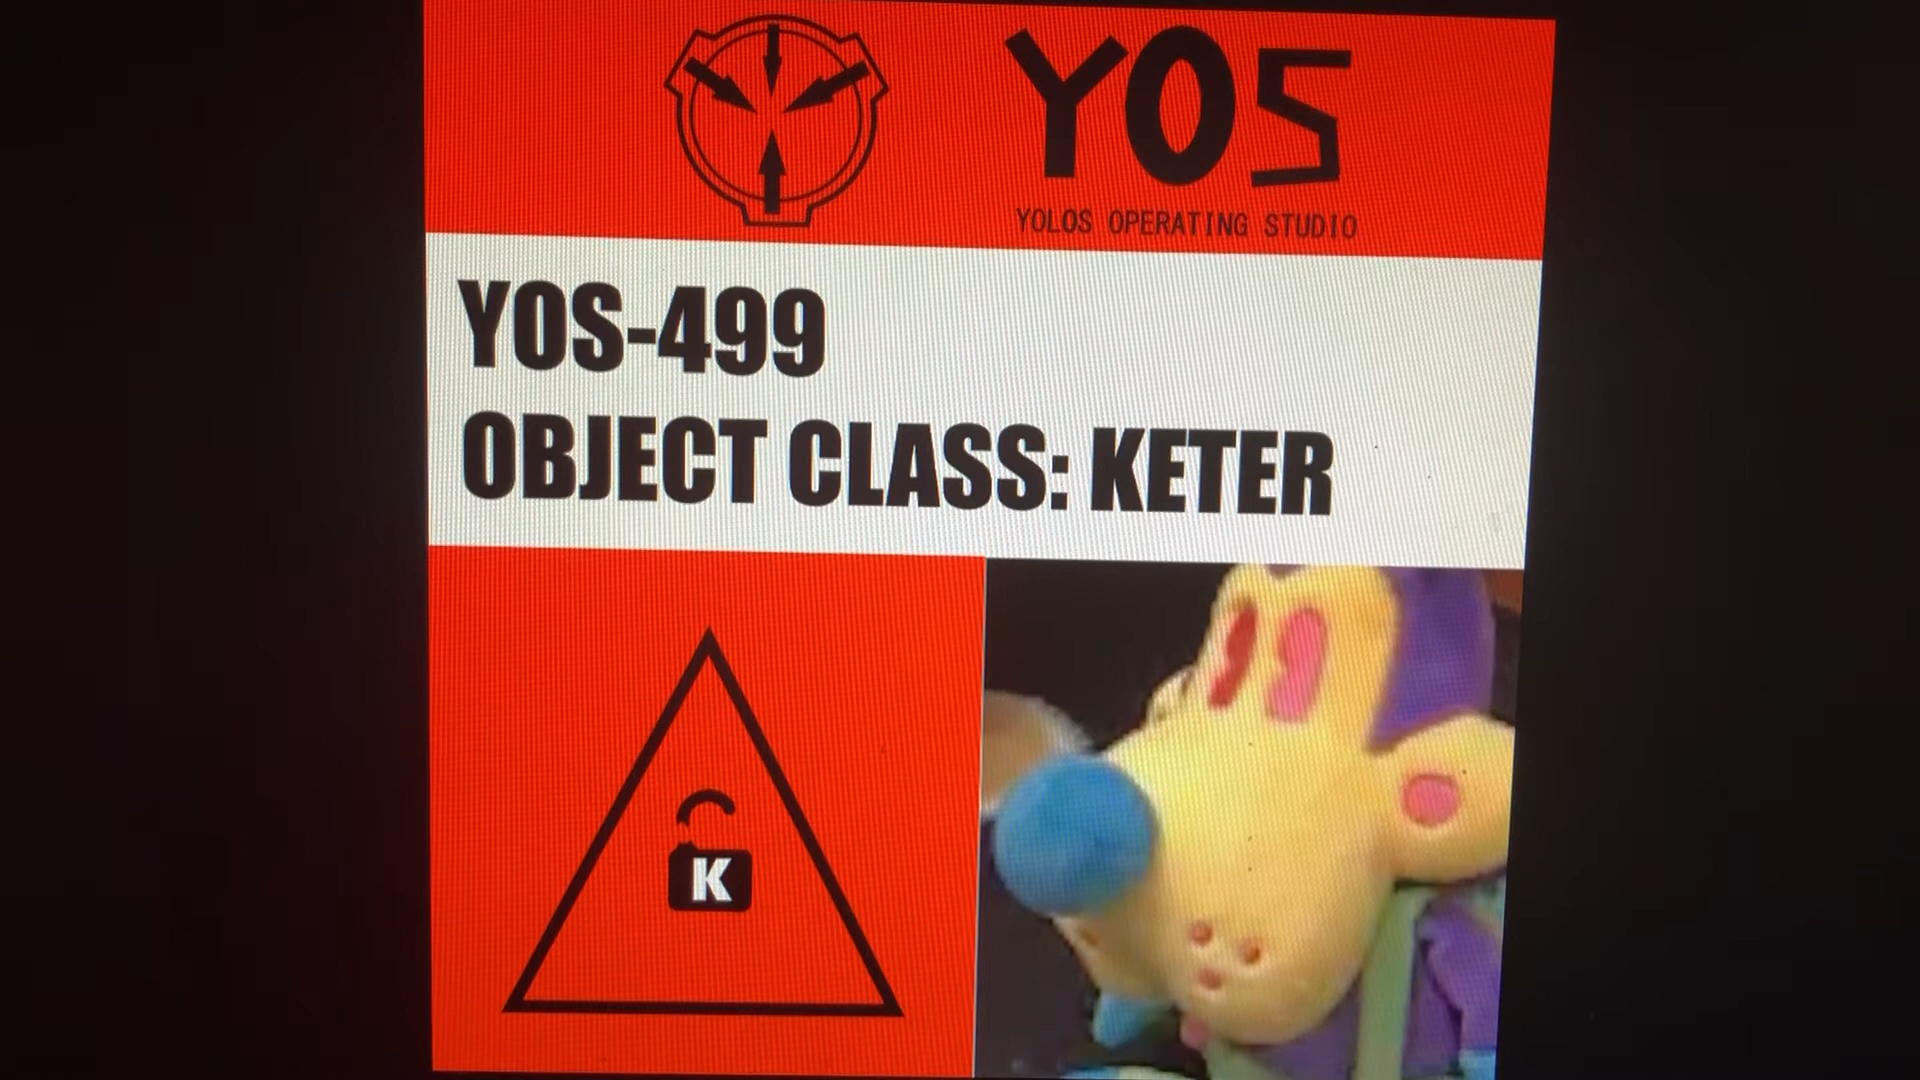 YOS
YOLOS OPERATING STUDIO
YOS-499
OBJECT CLASS: KETER
K